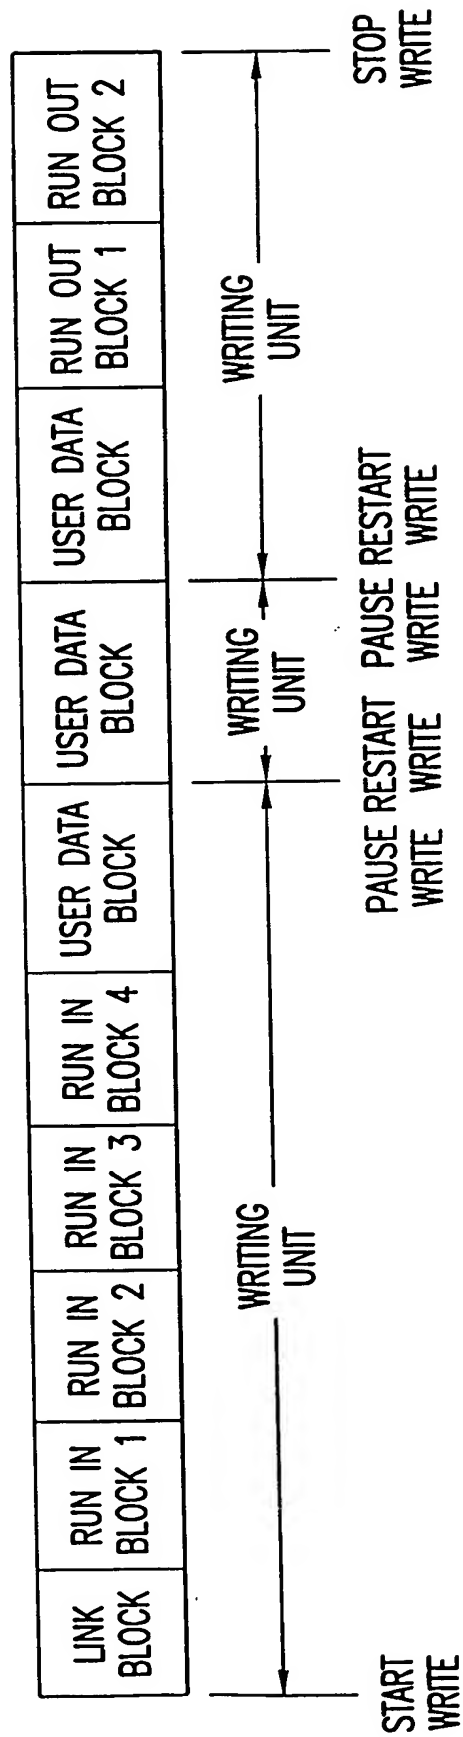 LINK
BLOCK
RUN IN
BLOCK 1
RUN IN
BLOCK 2
RUN IN
BLOCK 3
RUN IN
BLOCK 4
USER DATA
BLOCK
USER DATA
BLOCK
USER DATA
BLOCK
RUN OUT
BLOCK 1
RUN OUT
BLOCK 2
WRITING
UNIT
WRITING
UNIT
WRITING
UNIT
START
WRITE
PAUSE RESTART
WRITE WRITE
PAUSE RESTART
WRITE WRITE
STOP
WRITE